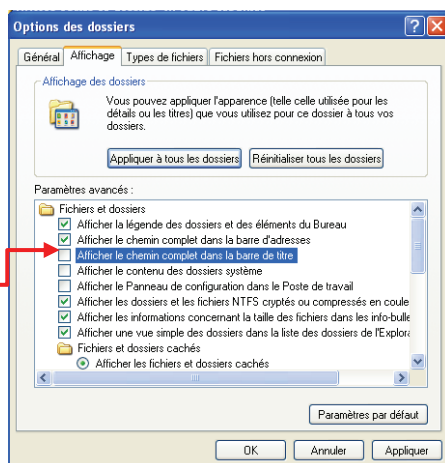 Options des dossiers
Général Affichage Types de fichiers Fichiers hors connexion
Affichage des dossiers
Vous pouvez appliquer l'apparence (telle celle utilisée pour les
détails ou les titres) que vous utilisez pour ce dossier à tous vos
dossiers.
Appliquer à tous les dossiers Réinitialiser tous les dossiers
Paramètres avancés :
Fichiers et dossiers
Afficher la légende des dossiers et des éléments du Bureau
Afficher le chemin complet dans la barre d'adresses
Afficher le chemin complet dans la barre de titre
Afficher le contenu des dossiers système
Afficher le Panneau de configuration dans le Poste de travail
Afficher les dossiers et les fichiers NTFS cryptés ou compressés en coule
Afficher les informations concernant la taille des fichiers dans les info-bulle
Afficher une vue simple des dossiers dans la liste des dossiers de l'Explora
Fichiers et dossiers cachés
Afficher les fichiers et dossiers cachés
Paramètres par défaut
OK Annuler Appliquer